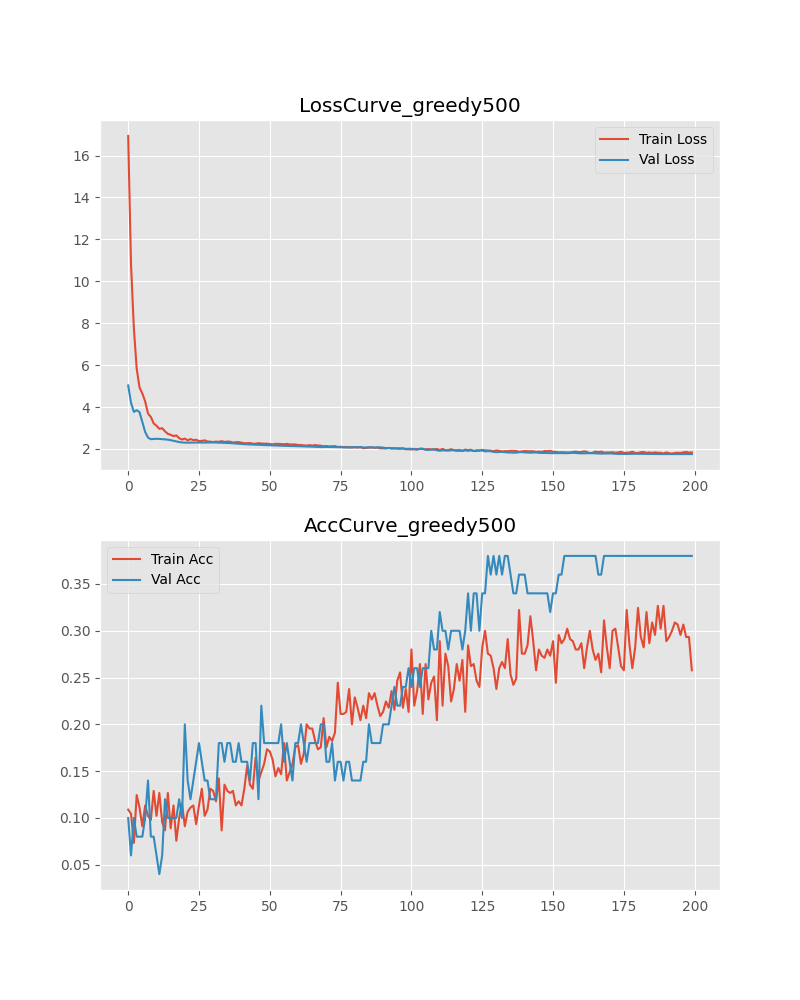 LossCurve_greedy500
Train Loss
Val Loss
16
14
12
10
8
6
4
2
0 25 50 75 100 125 150 175 200
AccCurve_greedy500
Train Acc
Val Acc
0.35
0.30
0.25
0.20
0.15
0.10
0.05
0 25 50 75 100 125 150 175 200